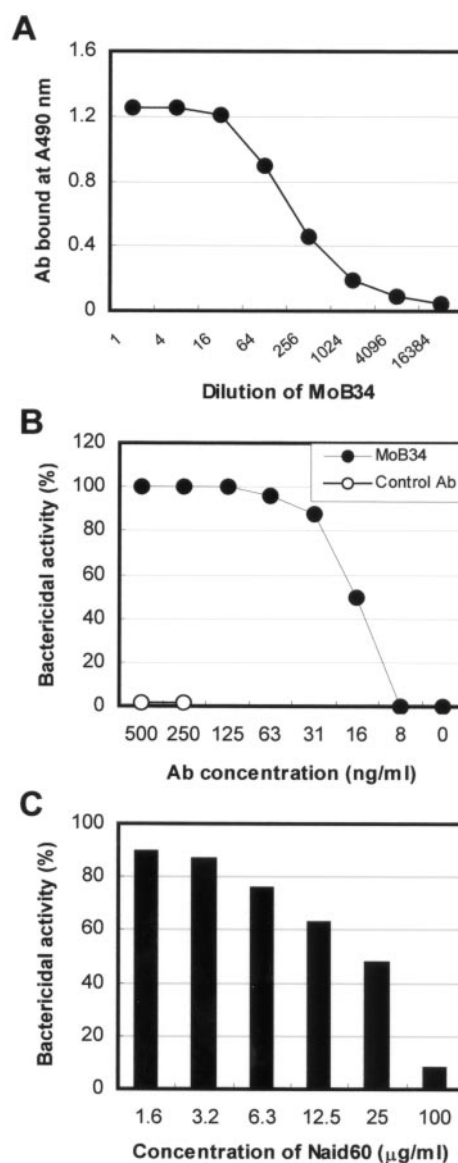 A
Ab bound at A490 nm
1.6
1.2
0.8
0.4
0
1 4 16 64 256 1024 4096 16384
Dilution of MoB34
B
Bactericidal activity (%)
120
100
80
60
40
20
0
MoB34
Control Ab
500 250 125 63 31 16 8 0
Ab concentration (ng/ml)
C
Bactericidal activity (%)
100
80
60
40
20
0
1.6 3.2 6.3 12.5 25 100
Concentration of Naid60 (μg/ml)